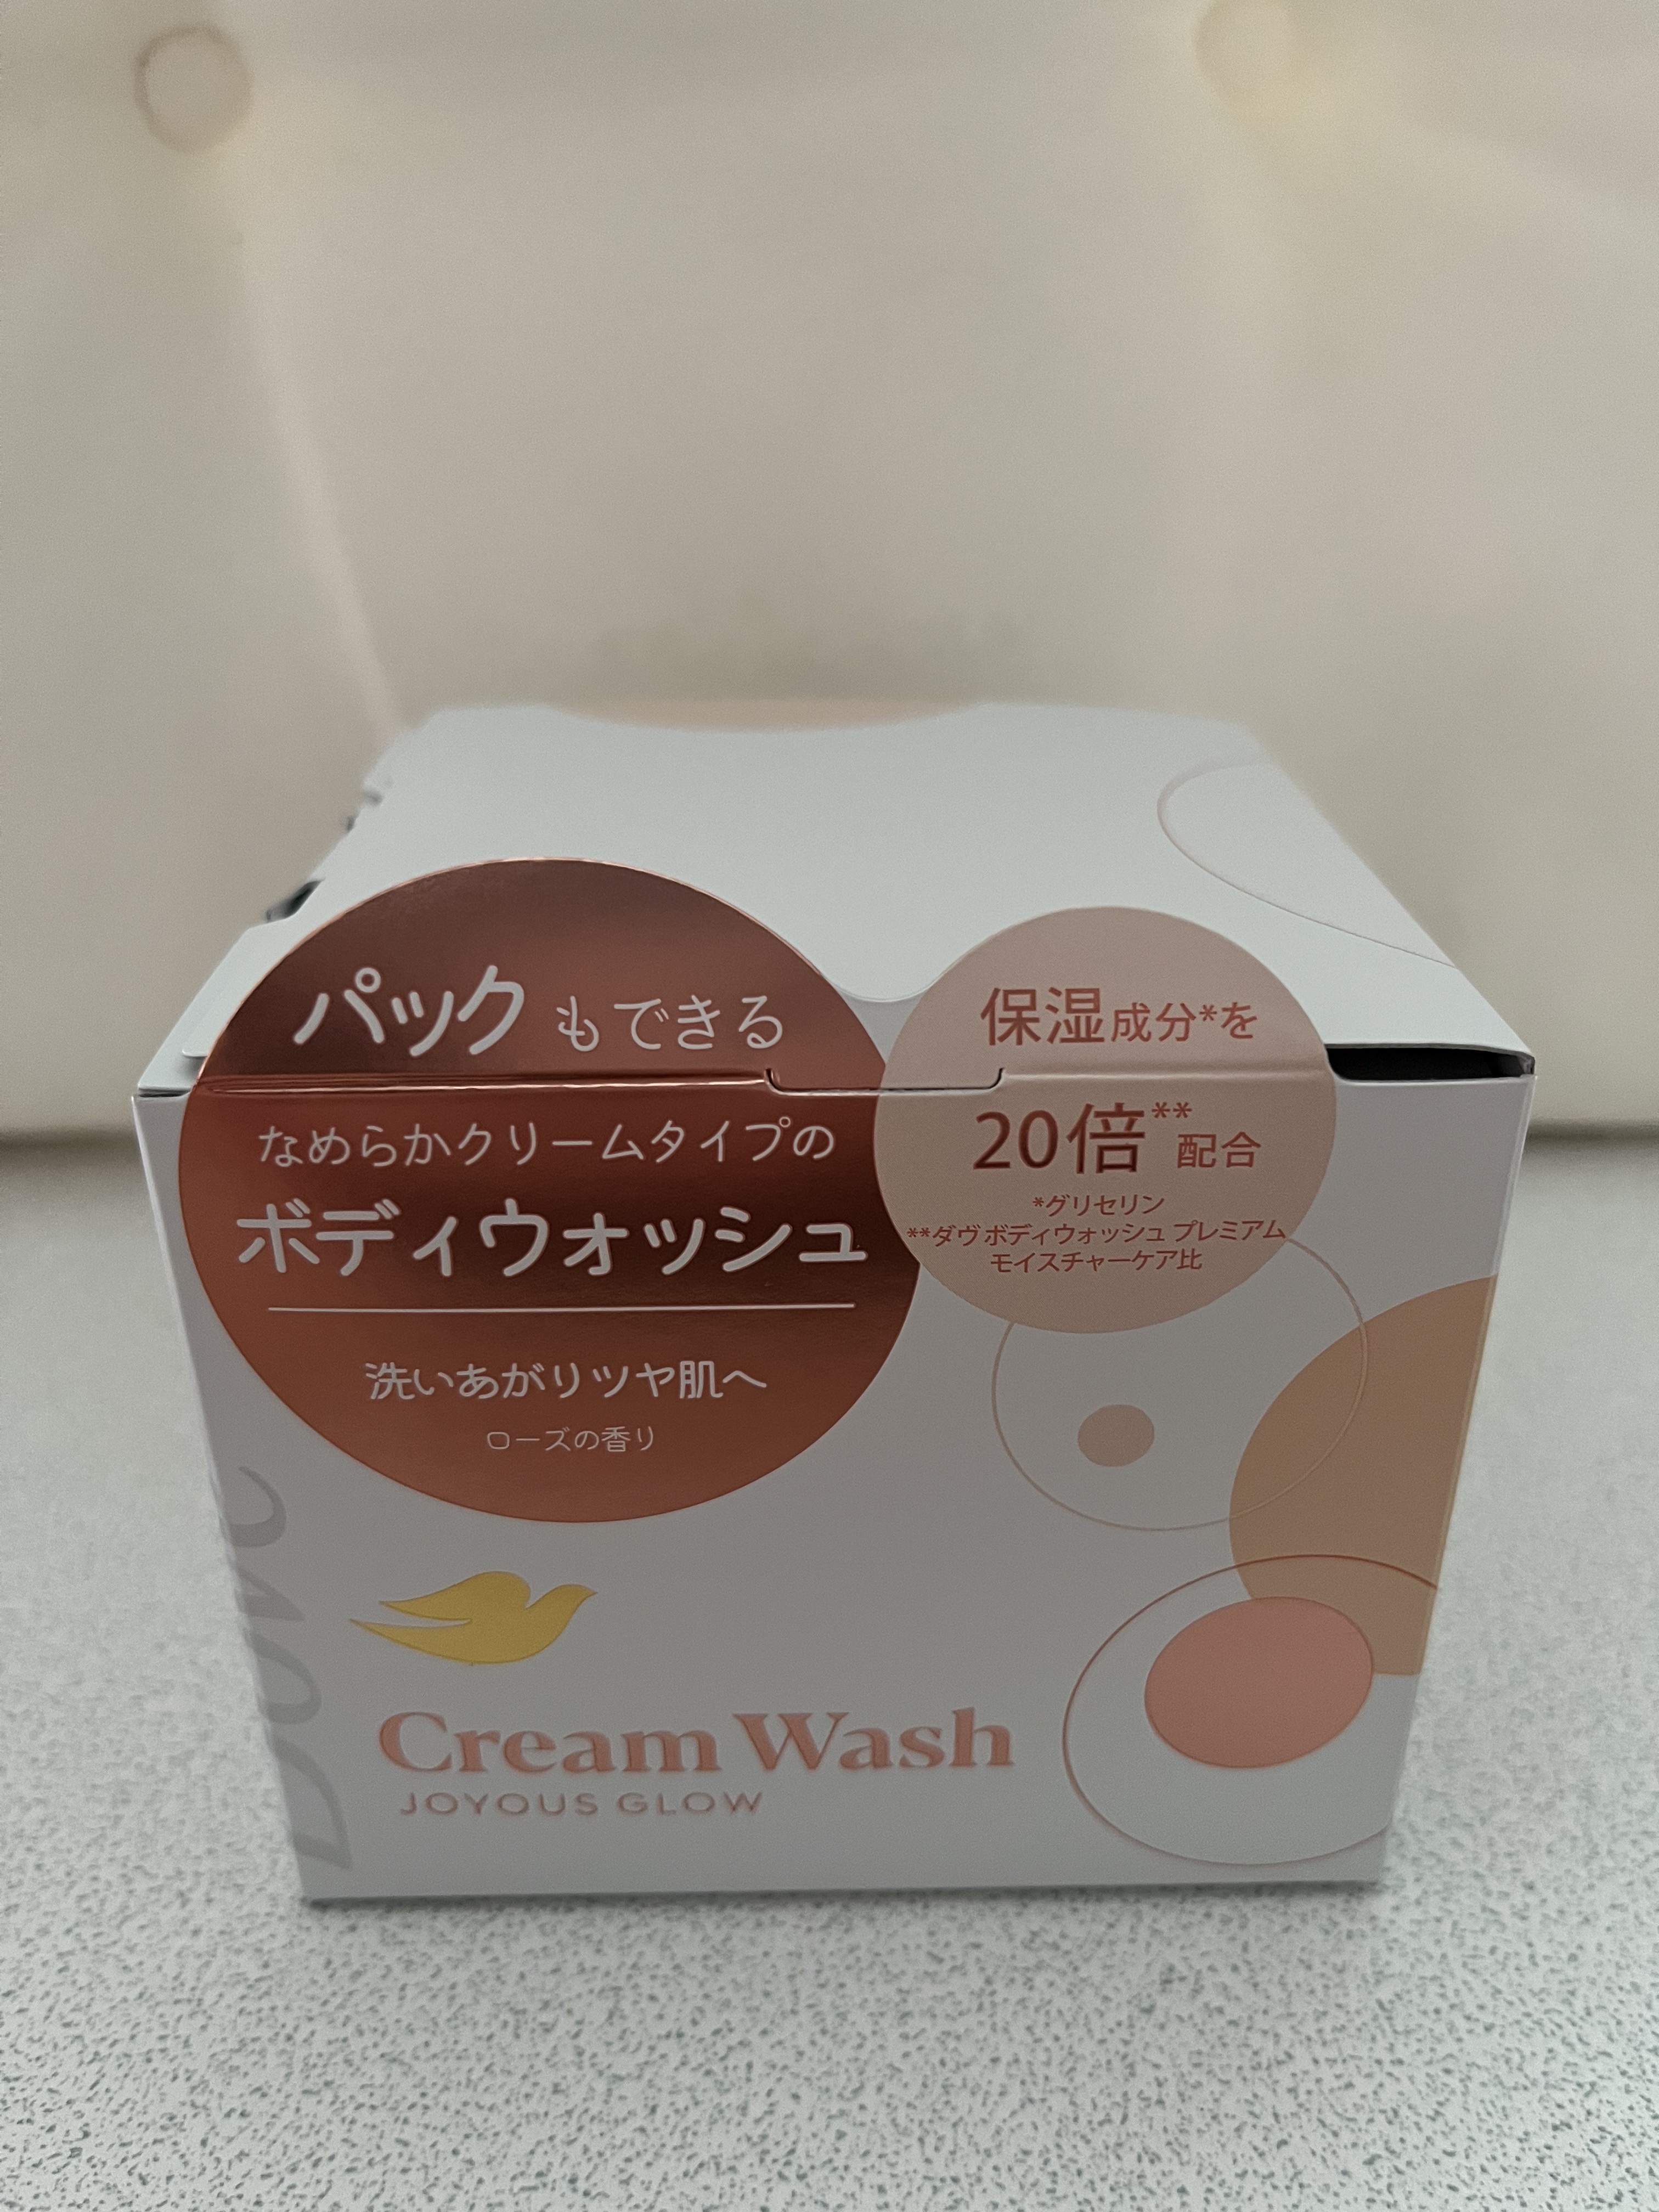 パックもできる
なめらかクリームタイプの
ボディウォッシュ
洗いあがりツヤ肌へ
ローズの香り
保湿成分*を
20倍**配合
*グリセリン
**ダヴ ボディウォッシュ プレミアム
モイスチャーケア比
Dove
Cream Wash
JOYOUS GLOW